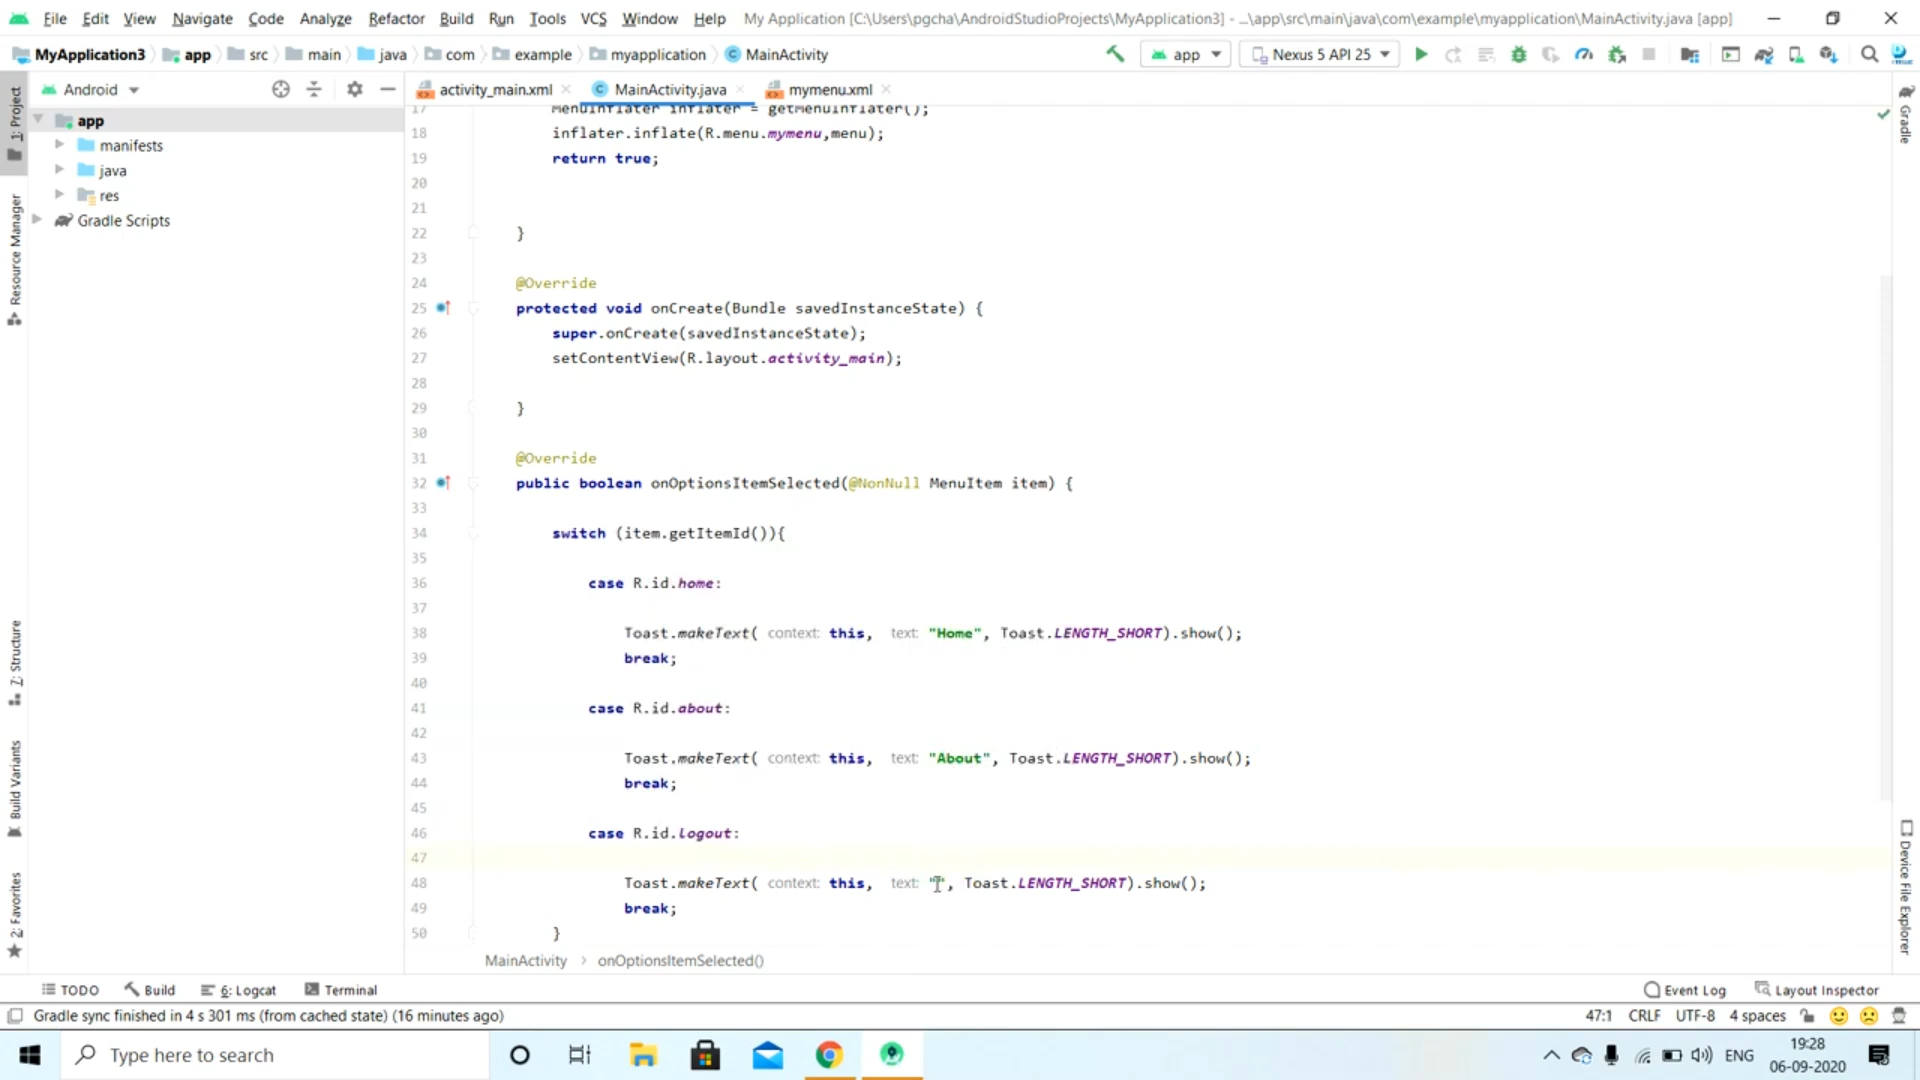 File Edit View Navigate Code Analyze Refactor Build Run Tools VCS Window Help My Application [C:\Users\pgcha\AndroidStudioProjects\MyApplication3] - ...\app\src\main\java\com\example\myapplication\MainActivity.java [app]
MyApplication3 app src main java com example myapplication MainActivity app Nexus 5 API 25
Android activity_main.xml MainActivity.java mymenu.xml
app
manifests
java
res
Gradle Scripts
1: Project
Resource Manager
7: Structure
Build Variants
2: Favorites
17 MenuInflater inflater = getMenuInflater();
18 inflater.inflate(R.menu.mymenu,menu);
19 return true;
20
21
22 }
23
24 @Override
25 protected void onCreate(Bundle savedInstanceState) {
26 super.onCreate(savedInstanceState);
27 setContentView(R.layout.activity_main);
28
29 }
30
31 @Override
32 public boolean onOptionsItemSelected(@NonNull MenuItem item) {
33
34 switch (item.getItemId()){
35
36 case R.id.home:
37
38 Toast.makeText( context: this, text: "Home", Toast.LENGTH_SHORT).show();
39 break;
40
41 case R.id.about:
42
43 Toast.makeText( context: this, text: "About", Toast.LENGTH_SHORT).show();
44 break;
45
46 case R.id.logout:
47
48 Toast.makeText( context: this, text: "", Toast.LENGTH_SHORT).show();
49 break;
50 }
MainActivity onOptionsItemSelected()
Gradle
Device File Explorer
TODO Build 6: Logcat Terminal Event Log Layout Inspector
Gradle sync finished in 4 s 301 ms (from cached state) (16 minutes ago) 47:1 CRLF UTF-8 4 spaces
Type here to search ENG 19:28
06-09-2020